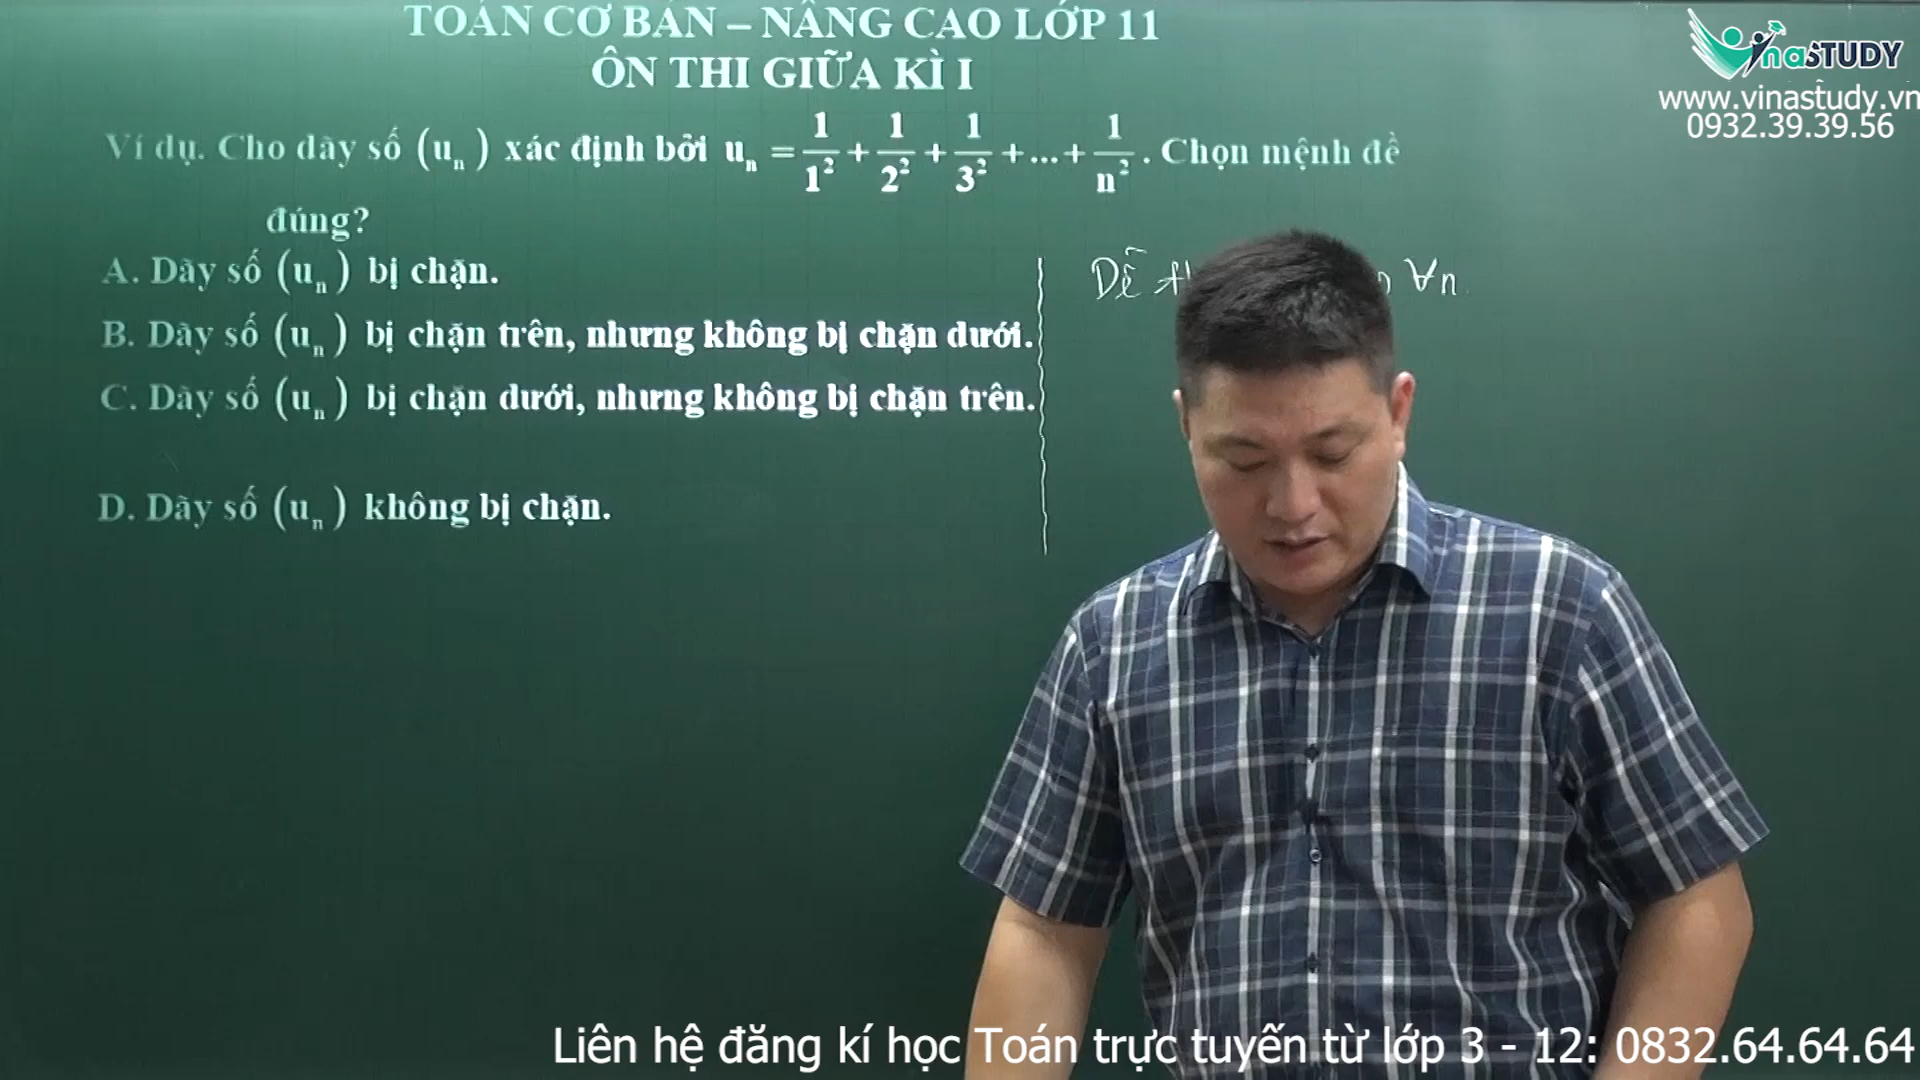 TOÁN CƠ BẢN – NÂNG CAO LỚP 11
ÔN THI GIỮA KÌ I
VinaSTUDY
www.vinastudy.vn
0932.39.39.56
Ví dụ. Cho dãy số (uₙ) xác định bởi uₙ = 1/1² + 1/2² + 1/3² + ... + 1/n². Chọn mệnh đề
đúng?
A. Dãy số (uₙ) bị chặn.
B. Dãy số (uₙ) bị chặn trên, nhưng không bị chặn dưới.
C. Dãy số (uₙ) bị chặn dưới, nhưng không bị chặn trên.
D. Dãy số (uₙ) không bị chặn.
Dễ ∀n
Liên hệ đăng kí học Toán trực tuyến từ lớp 3 - 12: 0832.64.64.64